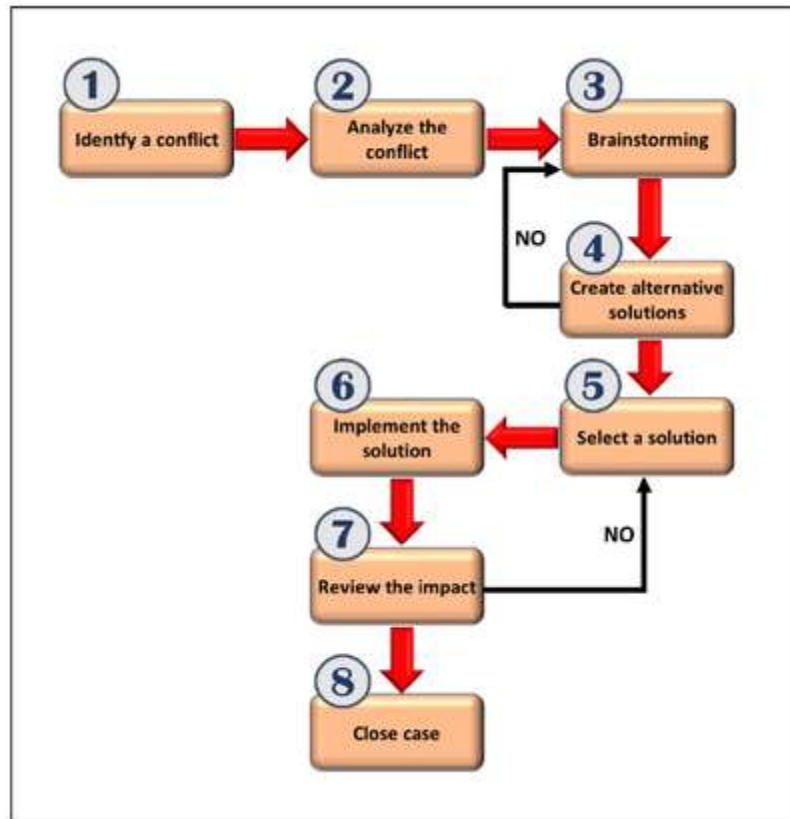 1
Identfy a conflict
2
Analyze the
conflict
3
Brainstorming
NO
4
Create alternative
solutions
5
Select a solution
6
Implement the
solution
NO
7
Review the impact
8
Close case